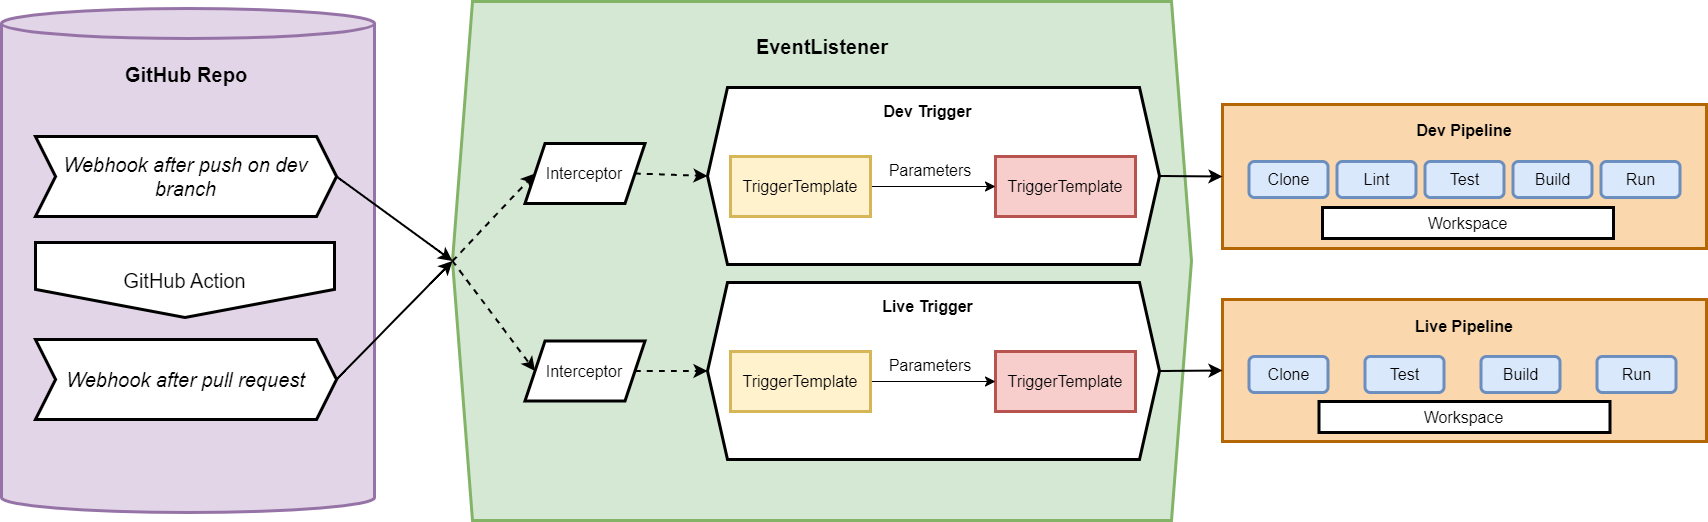 GitHub Repo
Webhook after push on dev
branch
GitHub Action
Webhook after pull request
EventListener
Interceptor
Dev Trigger
TriggerTemplate
Parameters
TriggerTemplate
Interceptor
Live Trigger
TriggerTemplate
Parameters
TriggerTemplate
Dev Pipeline
Clone
Lint
Test
Build
Run
Workspace
Live Pipeline
Clone
Test
Build
Run
Workspace